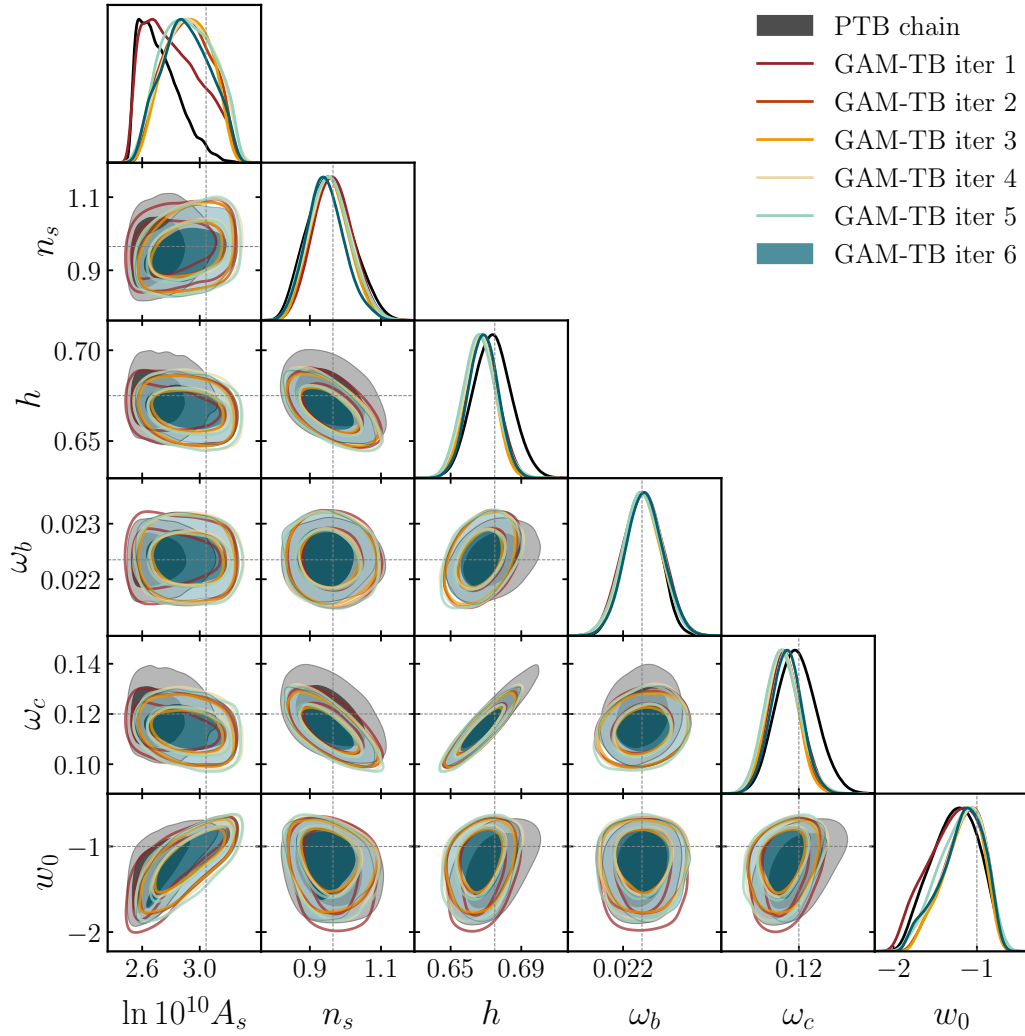 PTB chain
GAM-TB iter 1
GAM-TB iter 2
GAM-TB iter 3
GAM-TB iter 4
GAM-TB iter 5
GAM-TB iter 6
1.1
0.9
n_s
0.70
0.65
h
0.023
0.022
ω_b
0.14
0.12
0.10
ω_c
−1
−2
w_0
2.6 3.0 0.9 1.1 0.65 0.69 0.022 0.12 −2 −1
ln 10^{10}A_s n_s h ω_b ω_c w_0